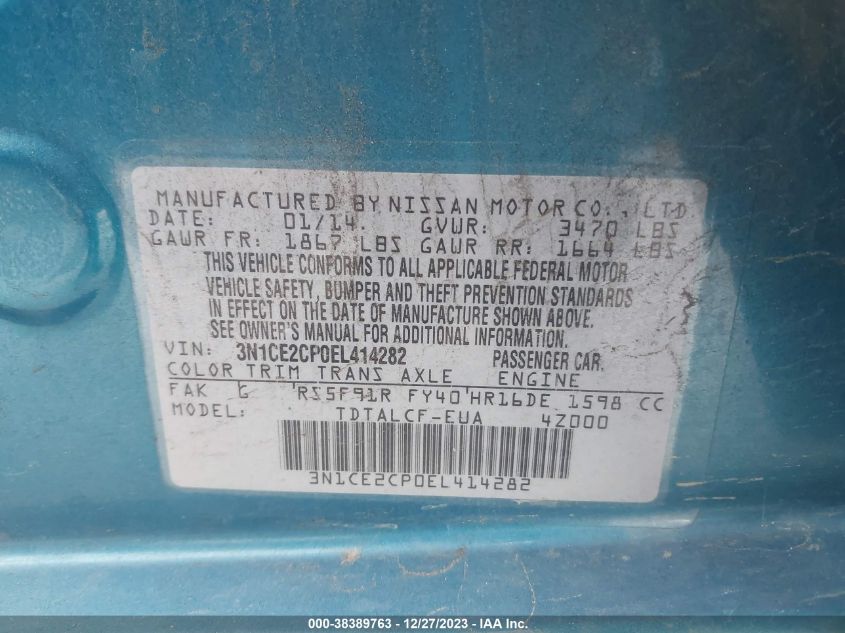 MANUFACTURED BY NISSAN MOTOR CO., LTD
DATE: 01/14 GVWR: 3470 LBS
GAWR FR: 1867 LBS GAWR RR: 1664 LBS
THIS VEHICLE CONFORMS TO ALL APPLICABLE FEDERAL MOTOR
VEHICLE SAFETY, BUMPER AND THEFT PREVENTION STANDARDS
IN EFFECT ON THE DATE OF MANUFACTURE SHOWN ABOVE.
SEE OWNER'S MANUAL FOR ADDITIONAL INFORMATION.
VIN: 3N1CE2CP0EL414282 PASSENGER CAR
COLOR TRIM TRANS AXLE ENGINE
FAK G RS5F91R FY40 HR16DE 1598 CC
MODEL: TDTALCF-EUA 4Z000
3N1CE2CP0EL414282
000-38389763 - 12/27/2023 - IAAI.com